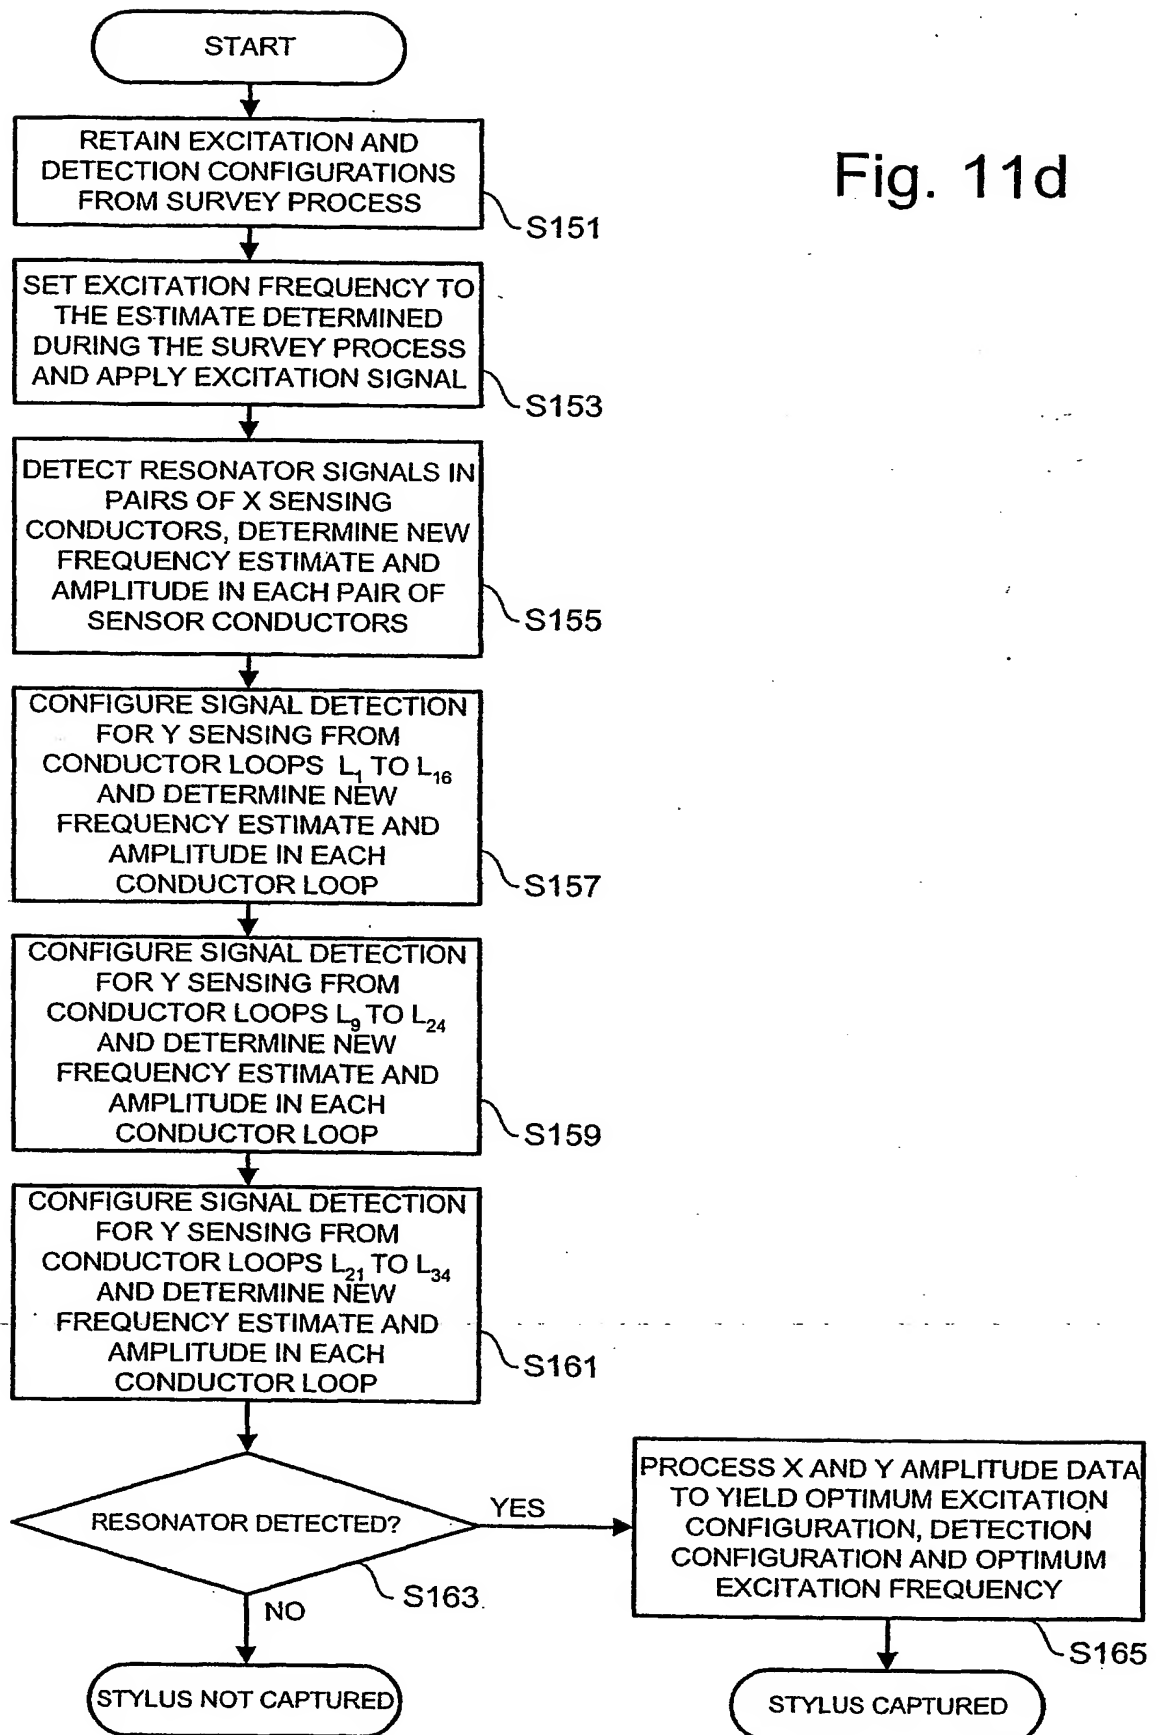 START
Fig. 11d
RETAIN EXCITATION AND
DETECTION CONFIGURATIONS
FROM SURVEY PROCESS
S151
SET EXCITATION FREQUENCY TO
THE ESTIMATE DETERMINED
DURING THE SURVEY PROCESS
AND APPLY EXCITATION SIGNAL
S153
DETECT RESONATOR SIGNALS IN
PAIRS OF X SENSING
CONDUCTORS, DETERMINE NEW
FREQUENCY ESTIMATE AND
AMPLITUDE IN EACH PAIR OF
SENSOR CONDUCTORS
S155
CONFIGURE SIGNAL DETECTION
FOR Y SENSING FROM
CONDUCTOR LOOPS L₁ TO L₁₆
AND DETERMINE NEW
FREQUENCY ESTIMATE AND
AMPLITUDE IN EACH
CONDUCTOR LOOP
S157
CONFIGURE SIGNAL DETECTION
FOR Y SENSING FROM
CONDUCTOR LOOPS L₉ TO L₂₄
AND DETERMINE NEW
FREQUENCY ESTIMATE AND
AMPLITUDE IN EACH
CONDUCTOR LOOP
S159
CONFIGURE SIGNAL DETECTION
FOR Y SENSING FROM
CONDUCTOR LOOPS L₂₁ TO L₃₄
AND DETERMINE NEW
FREQUENCY ESTIMATE AND
AMPLITUDE IN EACH
CONDUCTOR LOOP
S161
RESONATOR DETECTED?
S163
YES
NO
PROCESS X AND Y AMPLITUDE DATA
TO YIELD OPTIMUM EXCITATION
CONFIGURATION, DETECTION
CONFIGURATION AND OPTIMUM
EXCITATION FREQUENCY
S165
STYLUS NOT CAPTURED
STYLUS CAPTURED